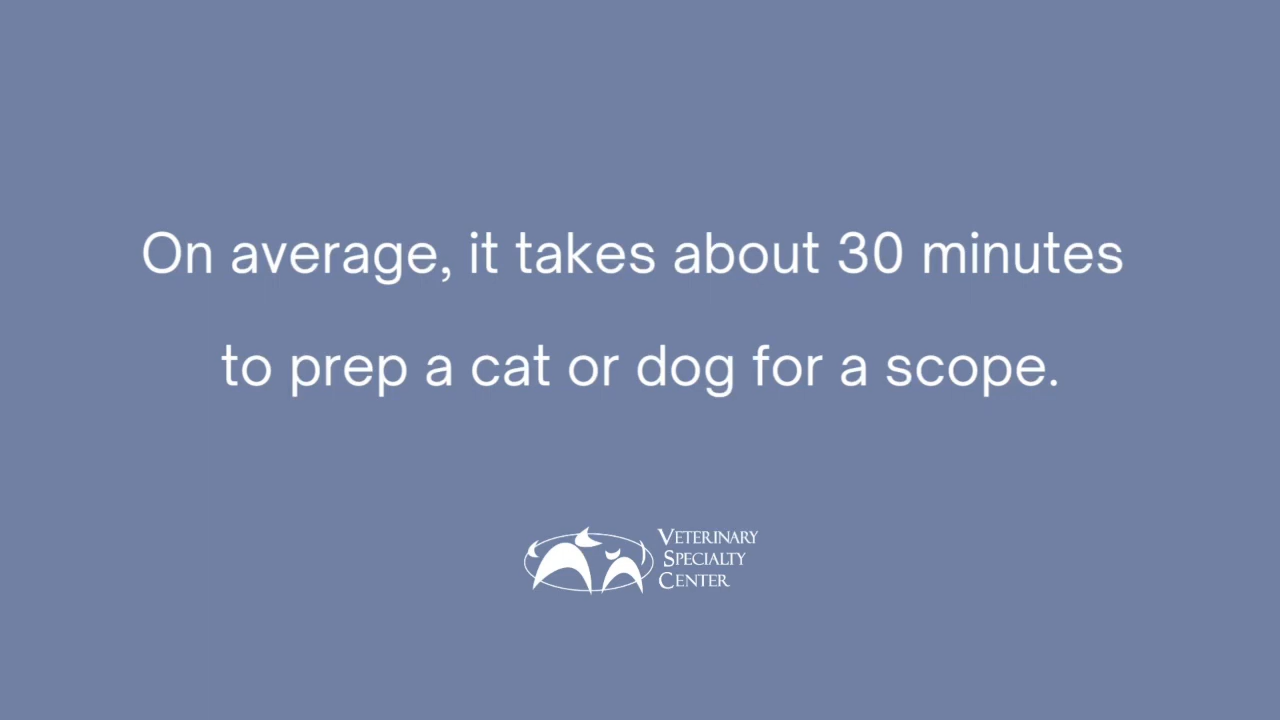 On average, it takes about 30 minutes
to prep a cat or dog for a scope.
VETERINARY
SPECIALTY
CENTER